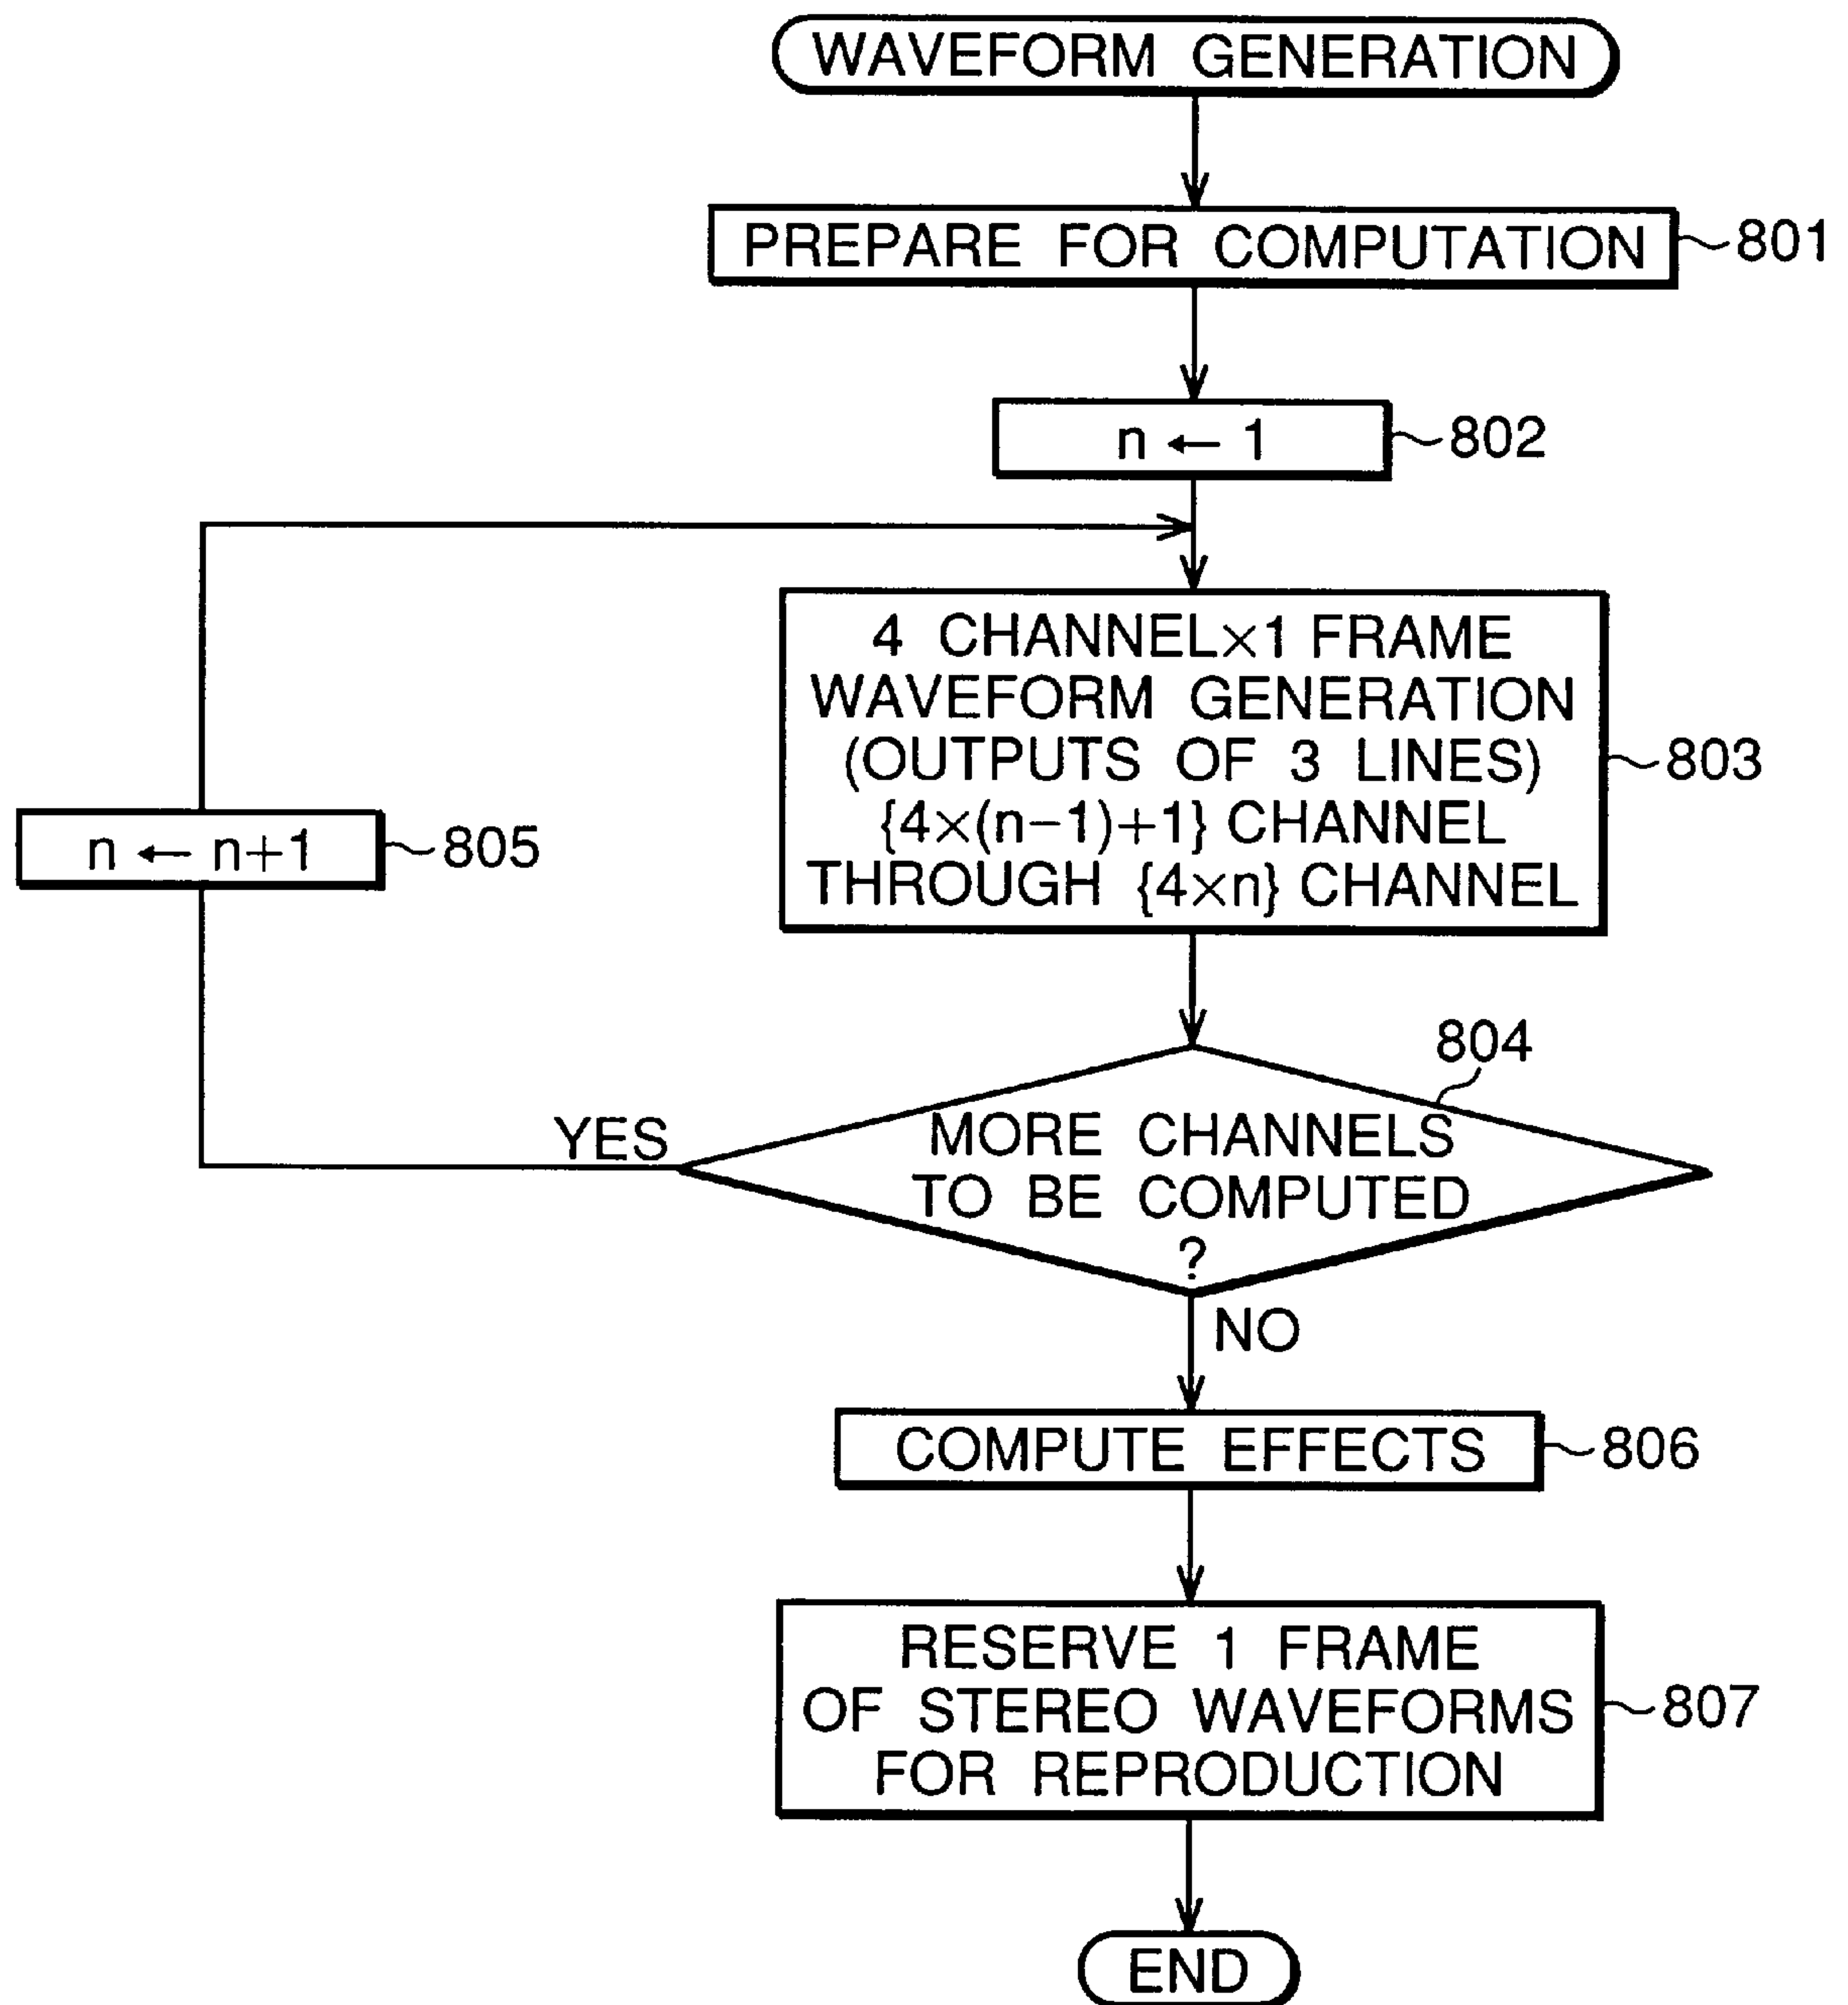 WAVEFORM GENERATION
PREPARE FOR COMPUTATION
801
n ← 1
802
4 CHANNEL×1 FRAME
WAVEFORM GENERATION
(OUTPUTS OF 3 LINES)
{4×(n−1)+1} CHANNEL
THROUGH {4×n} CHANNEL
803
n ← n+1
805
804
MORE CHANNELS
TO BE COMPUTED
?
YES
NO
COMPUTE EFFECTS
806
RESERVE 1 FRAME
OF STEREO WAVEFORMS
FOR REPRODUCTION
807
END